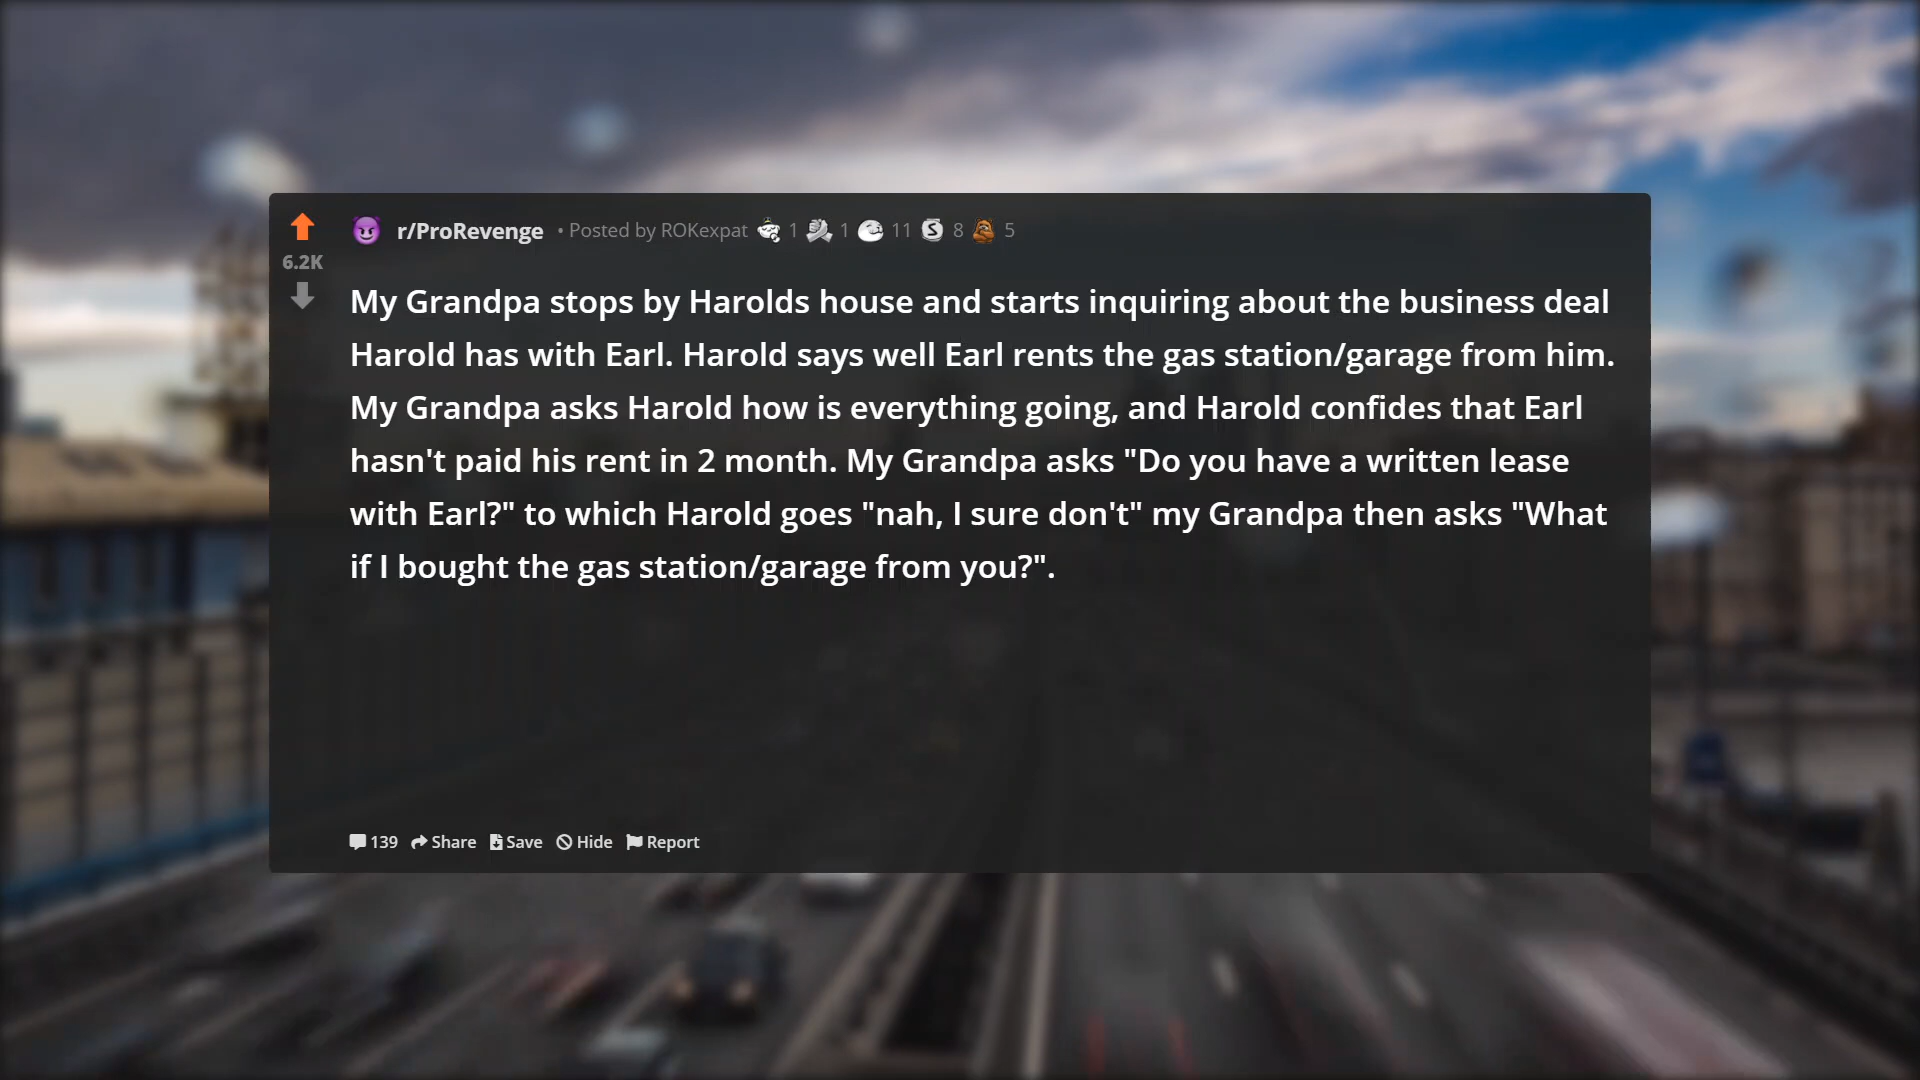 r/ProRevenge • Posted by ROKexpat 1 1 11 8 5
6.2K
My Grandpa stops by Harolds house and starts inquiring about the business deal
Harold has with Earl. Harold says well Earl rents the gas station/garage from him.
My Grandpa asks Harold how is everything going, and Harold confides that Earl
hasn't paid his rent in 2 month. My Grandpa asks "Do you have a written lease
with Earl?" to which Harold goes "nah, I sure don't" my Grandpa then asks "What
if I bought the gas station/garage from you?".
139 Share Save Hide Report